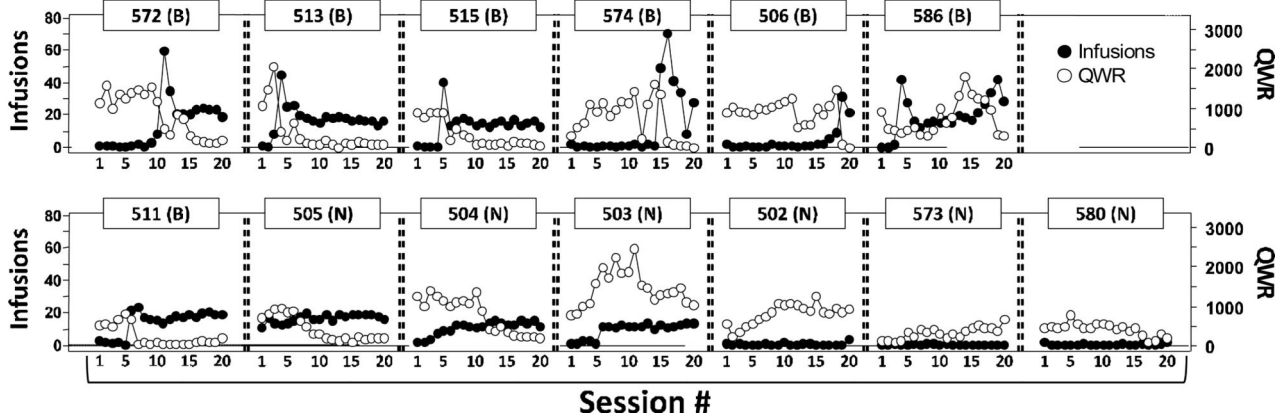 572 (B) 513 (B) 515 (B) 574 (B) 506 (B) 586 (B)
80 60 40 20 0
Infusions
3000 2000 1000 0
QWR
Infusions
QWR
1 5 10 15 20 1 5 10 15 20 1 5 10 15 20 1 5 10 15 20 1 5 10 15 20 1 5 10 15 20
511 (B) 505 (N) 504 (N) 503 (N) 502 (N) 573 (N) 580 (N)
80 60 40 20 0
Infusions
3000 2000 1000 0
QWR
1 5 10 15 20 1 5 10 15 20 1 5 10 15 20 1 5 10 15 20 1 5 10 15 20 1 5 10 15 20 1 5 10 15 20
Session #